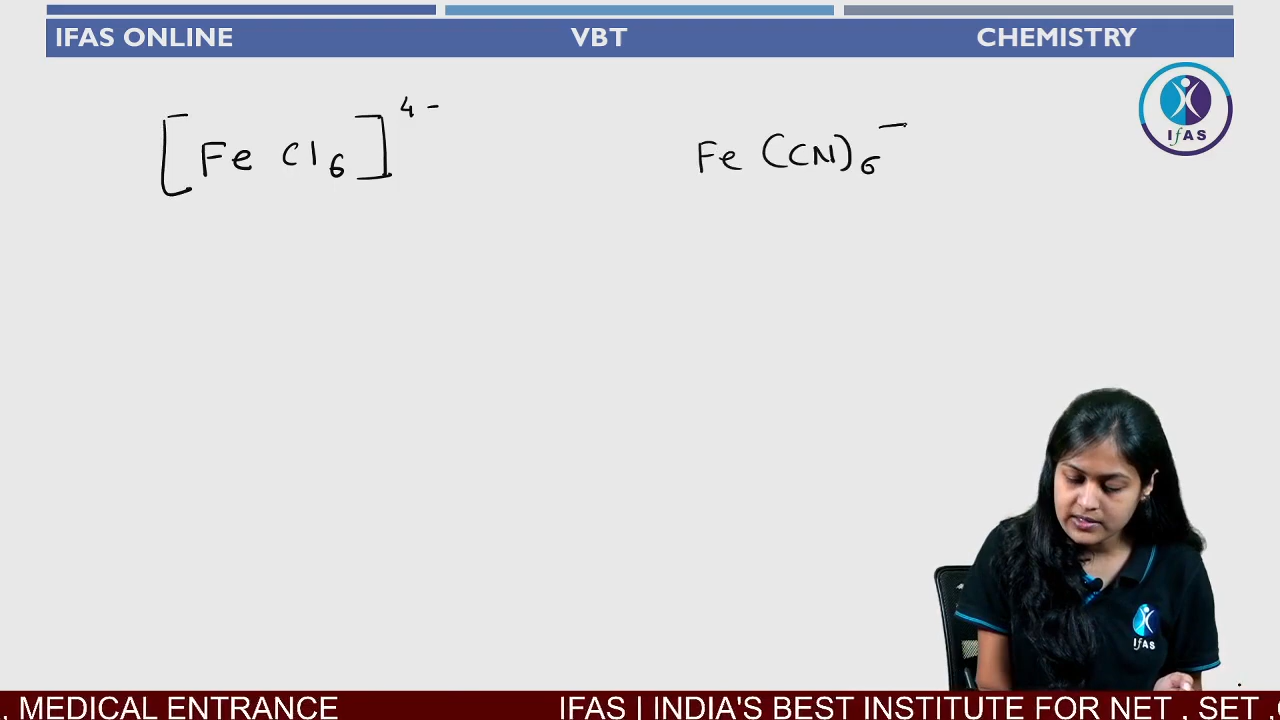 IFAS ONLINE VBT CHEMISTRY
IfAS
[Fe Cl6]4-
Fe (CN)6 –
IfAS
, MEDICAL ENTRANCE IFAS | INDIA'S BEST INSTITUTE FOR NET , SET ,